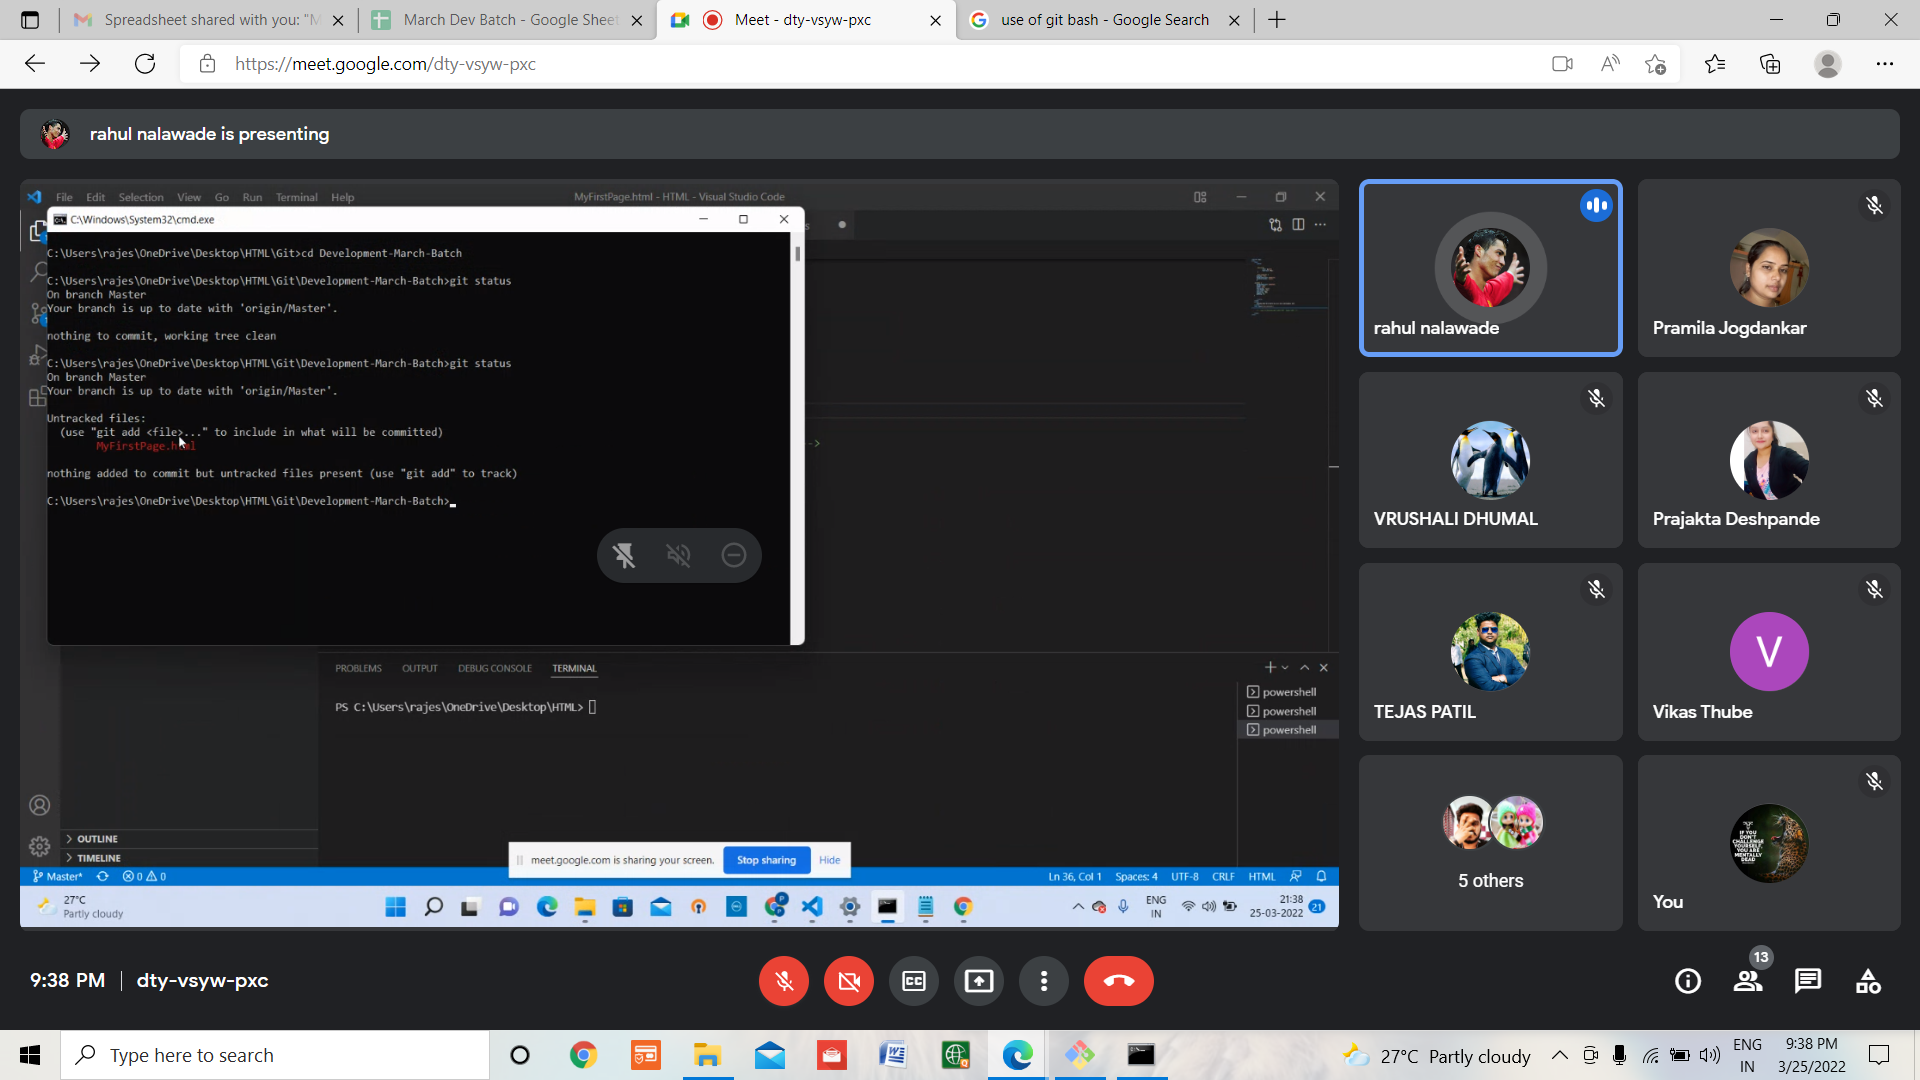 Spreadsheet shared with you: "M
March Dev Batch - Google Sheet
Meet - dty-vsyw-pxc
use of git bash - Google Search
https://meet.google.com/dty-vsyw-pxc
rahul nalawade is presenting
File Edit Selection View Go Run Terminal Help
MyFirstPage.html - HTML - Visual Studio Code
C:\Windows\System32\cmd.exe
C:\Users\rajes\OneDrive\Desktop\HTML\Git>cd Development-March-Batch
C:\Users\rajes\OneDrive\Desktop\HTML\Git\Development-March-Batch>git status
On branch Master
Your branch is up to date with 'origin/Master'.
nothing to commit, working tree clean
C:\Users\rajes\OneDrive\Desktop\HTML\Git\Development-March-Batch>git status
On branch Master
Your branch is up to date with 'origin/Master'.
Untracked files:
(use "git add <file>..." to include in what will be committed)
MyFirstPage.html
nothing added to commit but untracked files present (use "git add" to track)
C:\Users\rajes\OneDrive\Desktop\HTML\Git\Development-March-Batch>
-->
PROBLEMS OUTPUT DEBUG CONSOLE TERMINAL
PS C:\Users\rajes\OneDrive\Desktop\HTML>
powershell
powershell
powershell
OUTLINE
TIMELINE
meet.google.com is sharing your screen. Stop sharing Hide
Master* 0 0
Ln 36, Col 1 Spaces: 4 UTF-8 CRLF HTML
27°C
Partly cloudy
ENG
IN
21:38
25-03-2022
21
rahul nalawade
Pramila Jogdankar
VRUSHALI DHUMAL
Prajakta Deshpande
TEJAS PATIL
V
Vikas Thube
5 others
IF YOU
DON'T
CHALLENGE
YOURSELF,
YOU ARE
MENTALLY
DEAD
You
9:38 PM | dty-vsyw-pxc
13
Type here to search
27°C Partly cloudy
ENG
IN
9:38 PM
3/25/2022